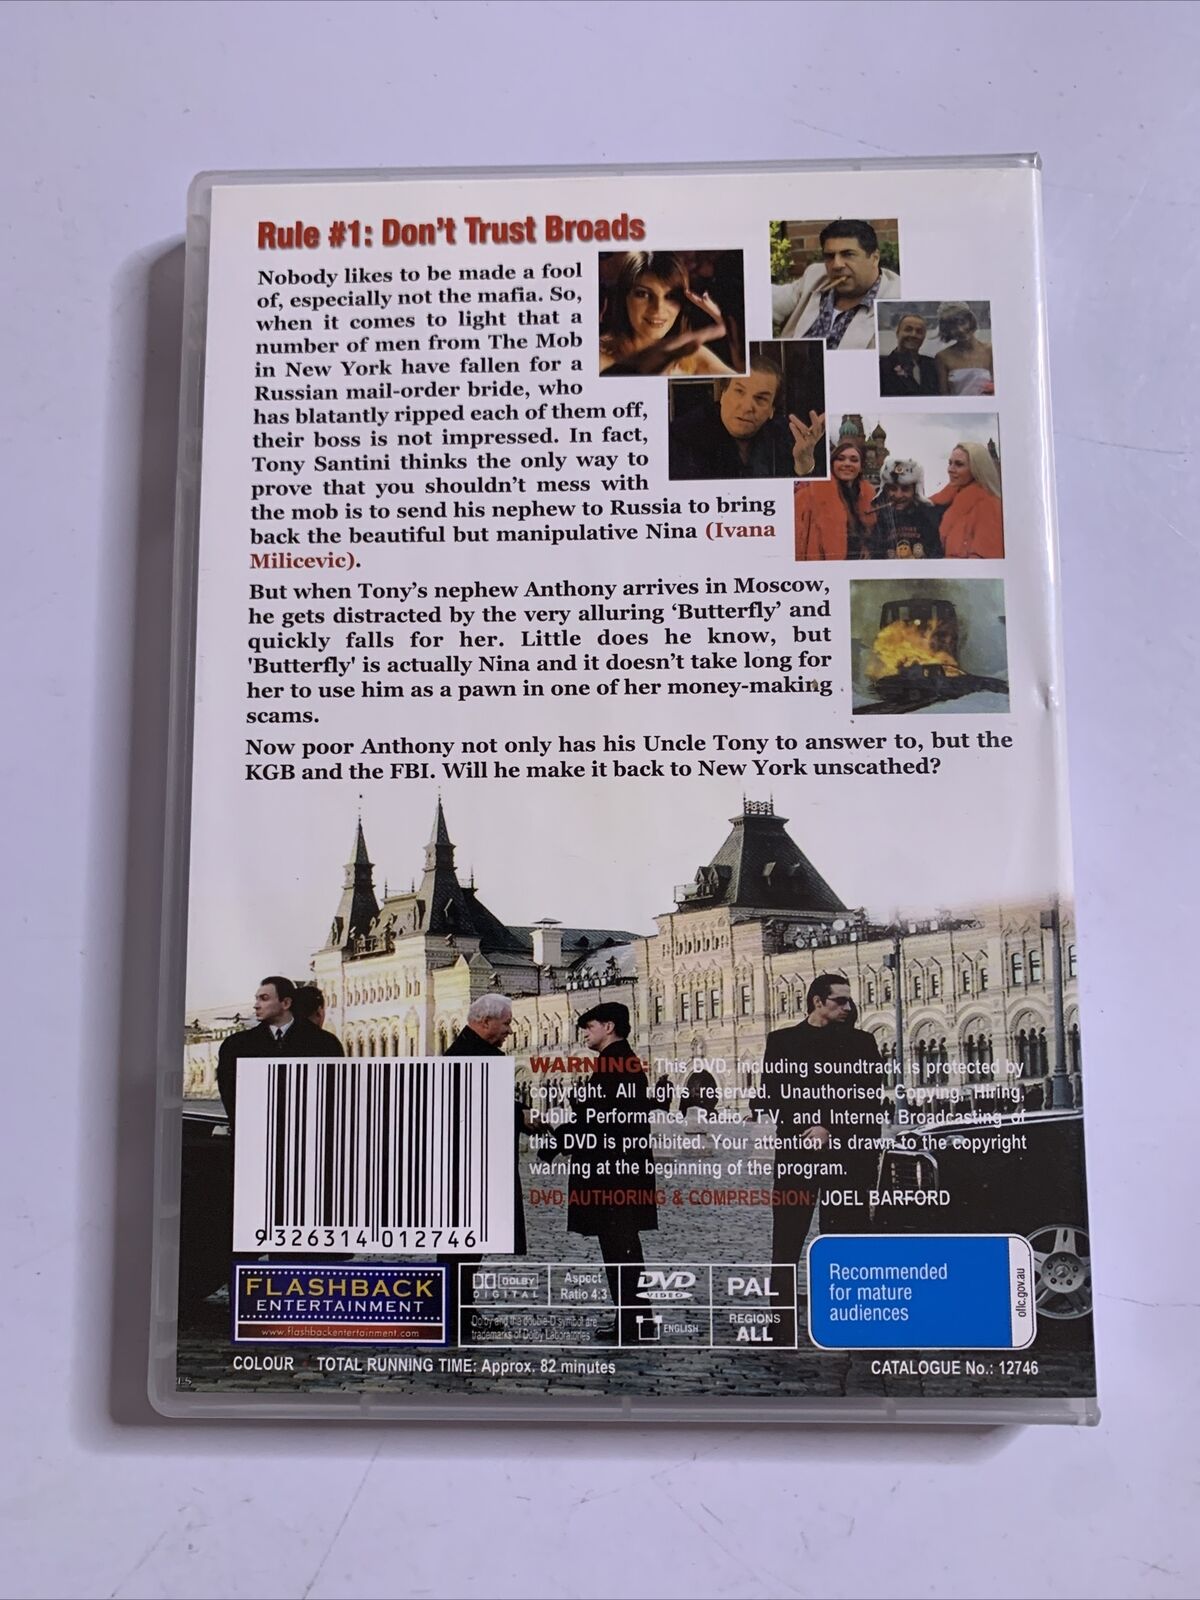 Rule #1: Don't Trust Broads
Nobody likes to be made a fool
of, especially not the mafia. So,
when it comes to light that a
number of men from The Mob
in New York have fallen for a
Russian mail-order bride, who
has blatantly ripped each of them off,
their boss is not impressed. In fact,
Tony Santini thinks the only way to
prove that you shouldn't mess with
the mob is to send his nephew to Russia to bring
back the beautiful but manipulative Nina (Ivana
Milicevic).
But when Tony's nephew Anthony arrives in Moscow,
he gets distracted by the very alluring ‘Butterfly’ and
quickly falls for her. Little does he know, but
'Butterfly' is actually Nina and it doesn't take long for
her to use him as a pawn in one of her money-making
scams.
Now poor Anthony not only has his Uncle Tony to answer to, but the
KGB and the FBI. Will he make it back to New York unscathed?
WARNING: This DVD, including soundtrack is protected by
copyright. All rights reserved. Unauthorised Copying, Hiring,
Public Performance, Radio, T.V. and Internet Broadcasting of
this DVD is prohibited. Your attention is drawn to the copyright
warning at the beginning of the program.
DVD AUTHORING & COMPRESSION: JOEL BARFORD
9 326314 012746
FLASHBACK
ENTERTAINMENT
www.flashbackentertainment.com
DOLBY
DIGITAL
Aspect
Ratio 4:3
DVD
VIDEO
PAL
Dolby and the double-D symbol are
trademarks of Dolby Laboratories
ENGLISH
REGIONS
ALL
Recommended
for mature
audiences
oflc.gov.au
COLOUR TOTAL RUNNING TIME: Approx. 82 minutes
CATALOGUE No.: 12746